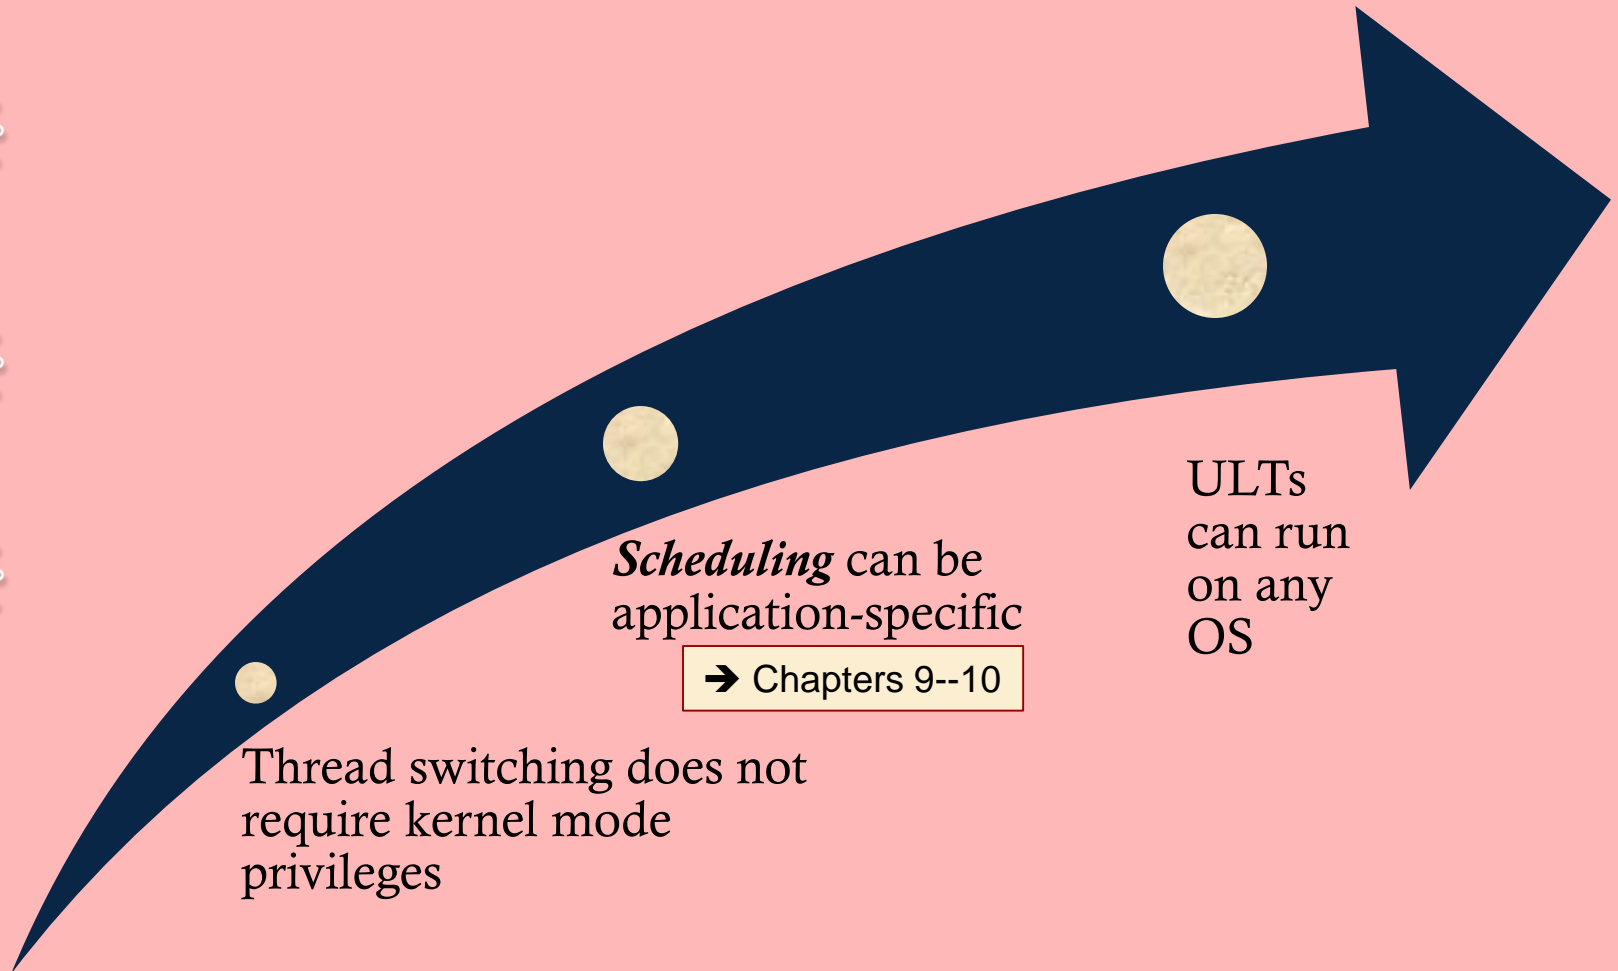 Thread switching does not
require kernel mode
privileges
Scheduling can be
application-specific
➔ Chapters 9--10
ULTs
can run
on any
OS